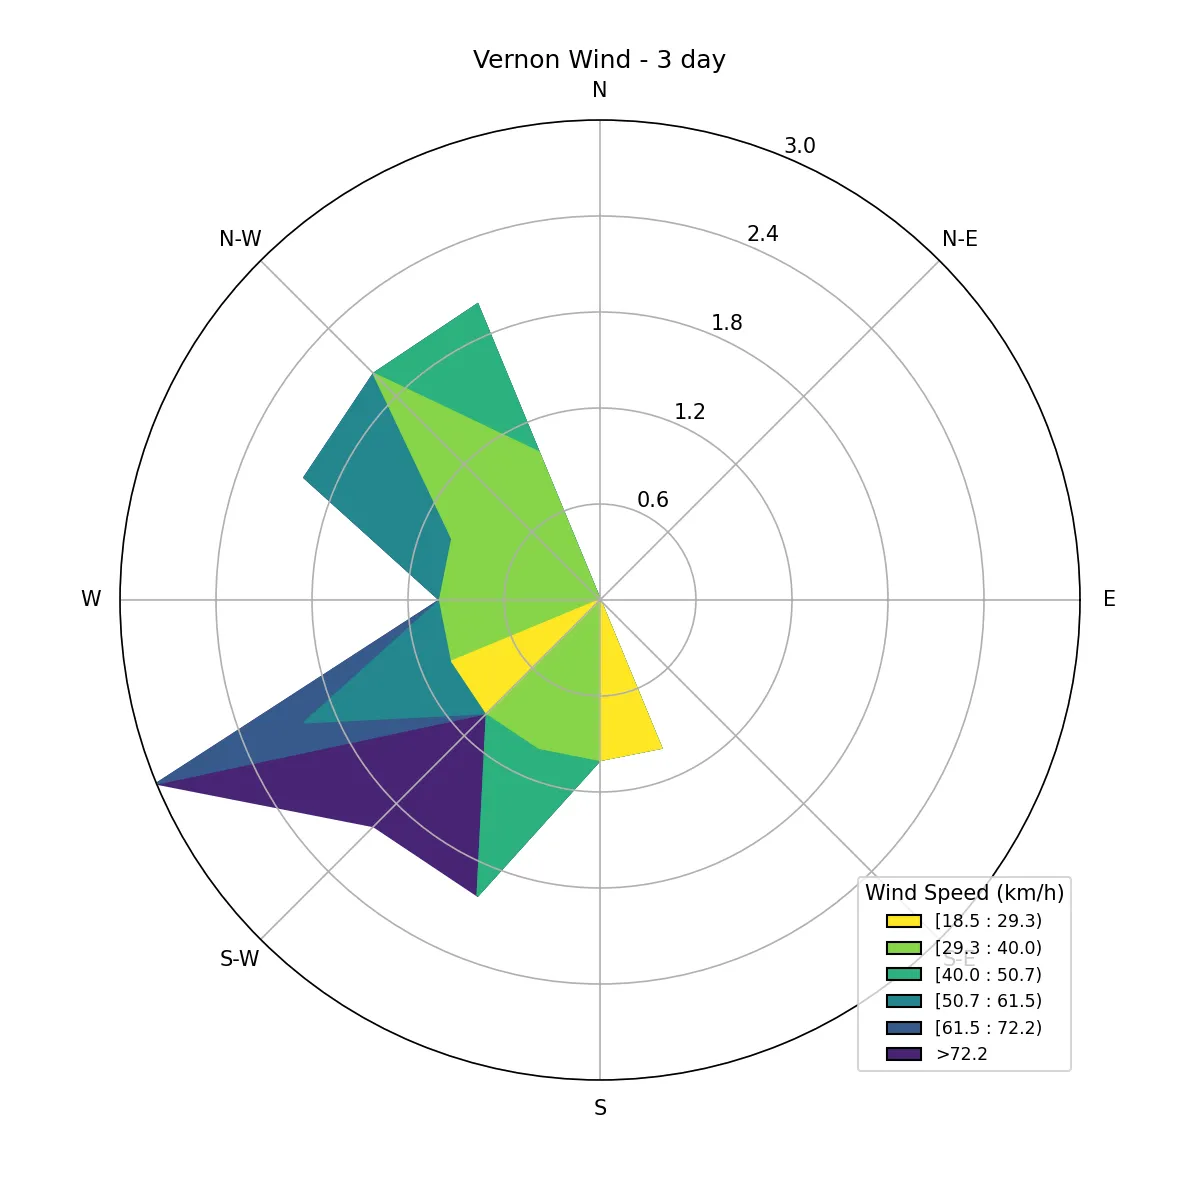 Vernon Wind - 3 day
N
3.0
N-W
2.4
N-E
1.8
1.2
0.6
W
E
Wind Speed (km/h)
[18.5 : 29.3)
[29.3 : 40.0)
S-W
S-E
[40.0 : 50.7)
[50.7 : 61.5)
[61.5 : 72.2)
>72.2
S